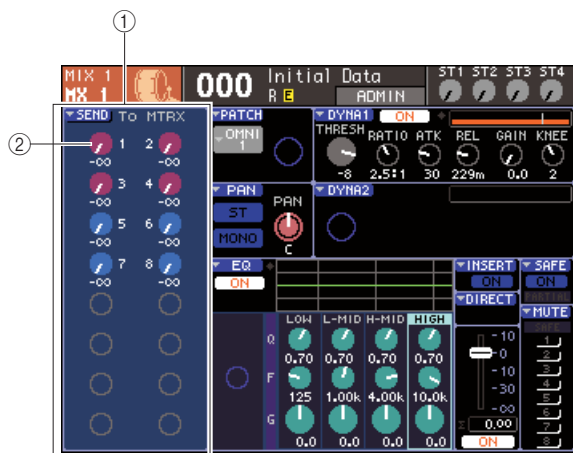 ①
②
MIX 1
MX 1
000
Initial Data
R E
ADMIN
ST1 ST2 ST3 ST4
SEND To MTRX
1 2
-∞ -∞
3 4
-∞ -∞
5 6
-∞ -∞
7 8
-∞ -∞
PATCH
OMNI
1
PAN
ST
MONO
PAN
C
DYNA1 ON
THRESH RATIO ATK REL GAIN KNEE
-8 2.5:1 30 229m 0.0 2
DYNA2
EQ
ON
LOW L-MID H-MID HIGH
Q
0.70 0.70 0.70 0.70
F
125 1.00k 4.00k 10.0k
G
0.0 0.0 0.0 0.0
INSERT
ON
DIRECT
-10
-0
-10
-30
-∞
Σ 0.00
ON
SAFE
ON
PARTIAL
MUTE
SAFE
1
2
3
4
5
6
7
8